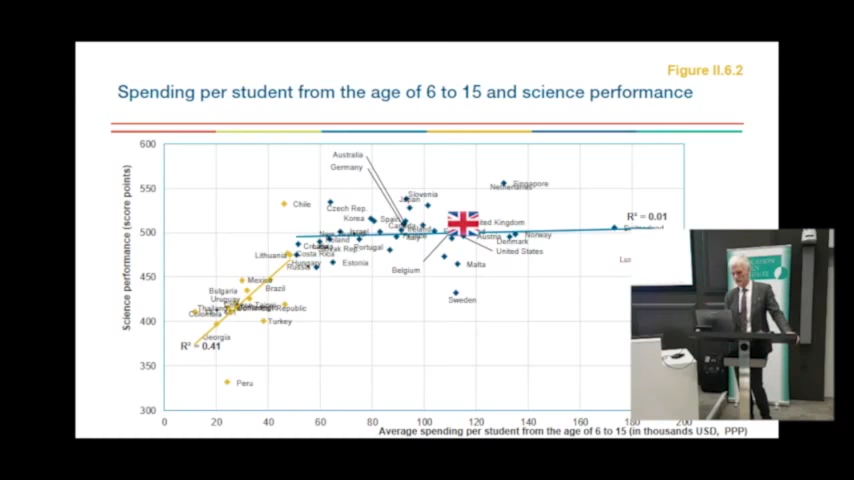 Figure II.6.2
Spending per student from the age of 6 to 15 and science performance
600
Science performance (score points)
Australia
Germany
550
Singapore
Netherlands
Slovenia
Japan
Chile
Czech Rep.
Korea
Spain
R² = 0.01
United Kingdom
500
Israel
Norway
Denmark
Austria
Portugal
United States
Lithuania
Costa Rica
Hungary
Russia
Estonia
Belgium
Malta
Lux
450
Mexico
Brazil
Bulgaria
Uruguay
Sweden
Thailand
Colombia
400
Turkey
Georgia
R² = 0.41
350
Peru
300
0 20 40 60 80 100 120 140 160 180 200
Average spending per student from the age of 6 to 15 (in thousands USD, PPP)